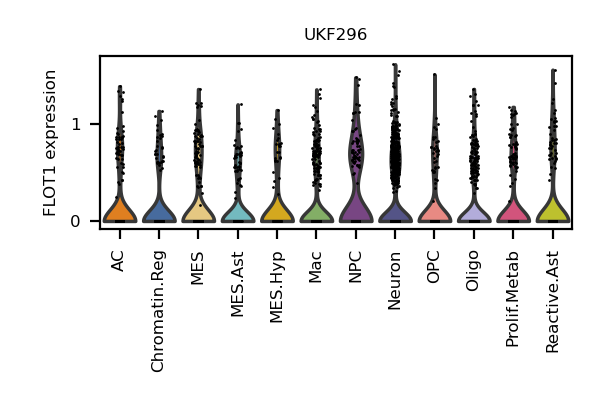 UKF296
FLOT1 expression
1
0
AC
Chromatin.Reg
MES
MES.Ast
MES.Hyp
Mac
NPC
Neuron
OPC
Oligo
Prolif.Metab
Reactive.Ast